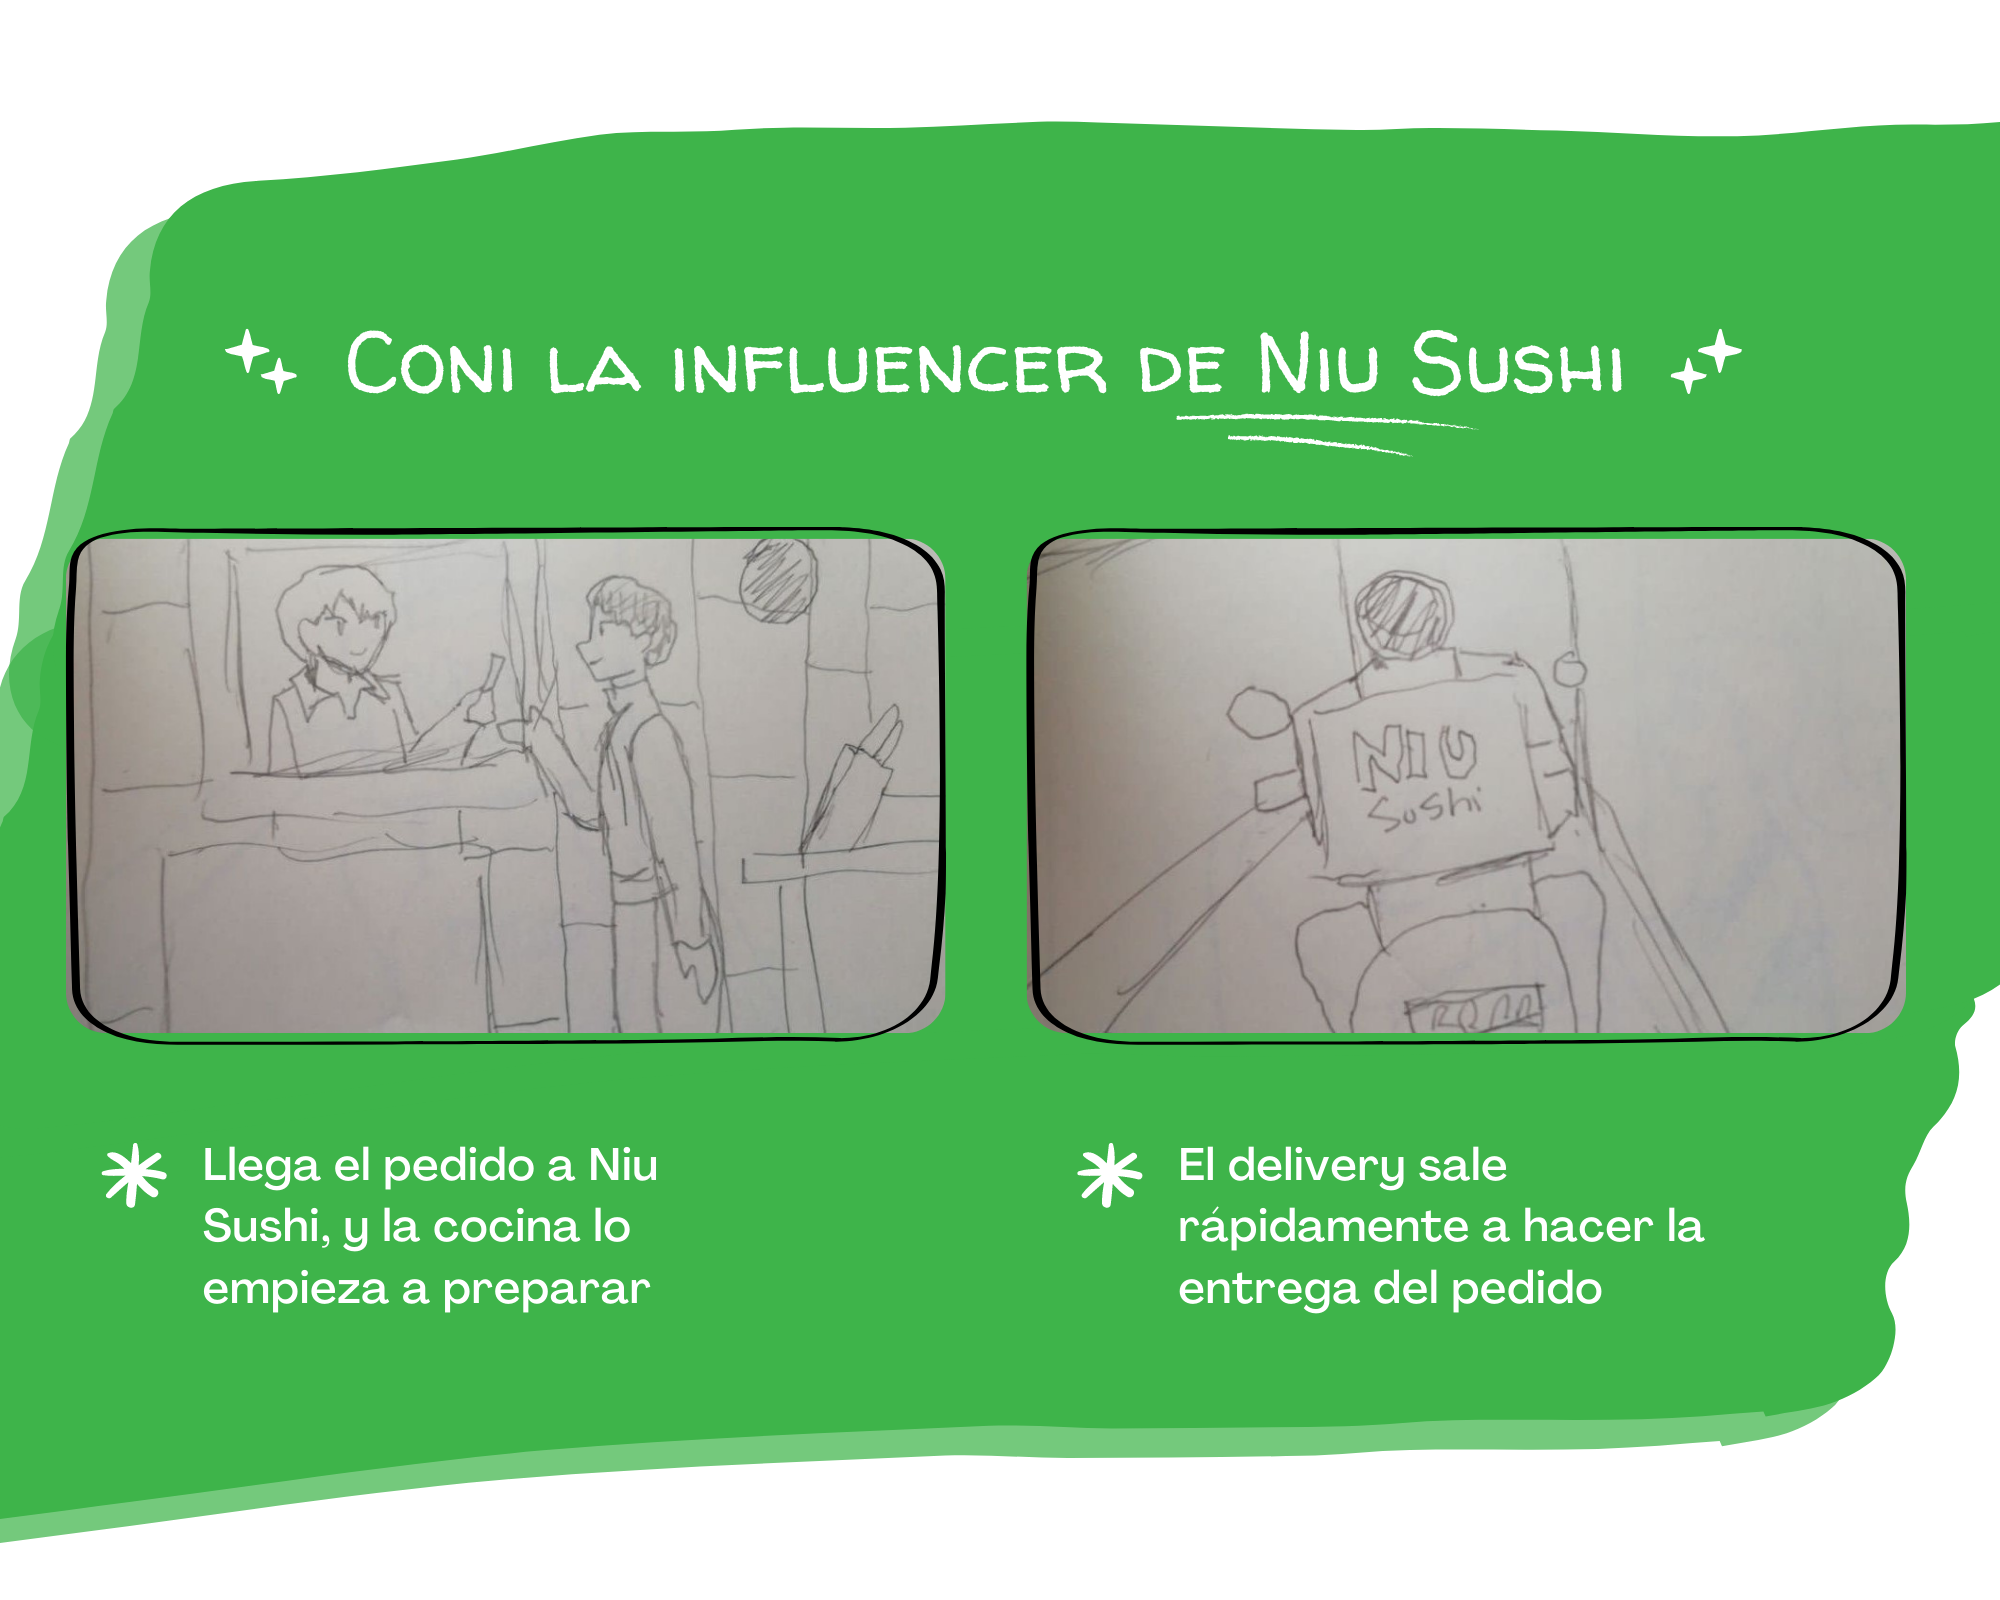 Coni la influencer de Niu Sushi
NIU
Sushi
Llega el pedido a Niu
Sushi, y la cocina lo
empieza a preparar
El delivery sale
rápidamente a hacer la
entrega del pedido